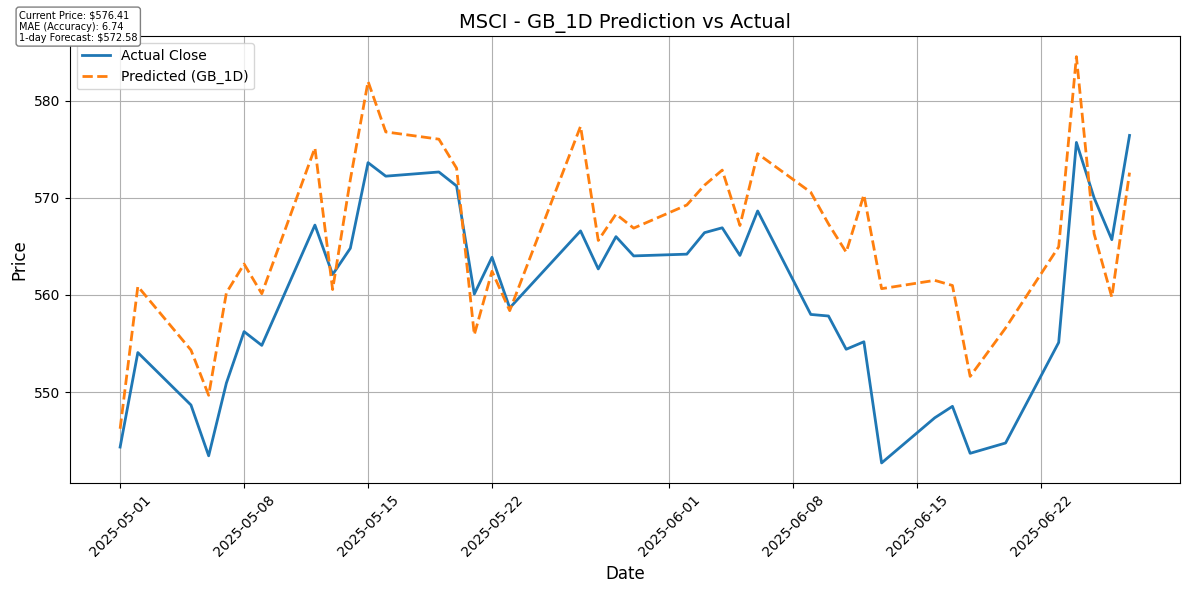 MSCI - GB_1D Prediction vs Actual
Current Price: $576.41
MAE (Accuracy): 6.74
1-day Forecast: $572.58
Actual Close
Predicted (GB_1D)
Price
580
570
560
550
2025-05-01
2025-05-08
2025-05-15
2025-05-22
2025-06-01
2025-06-08
2025-06-15
2025-06-22
Date